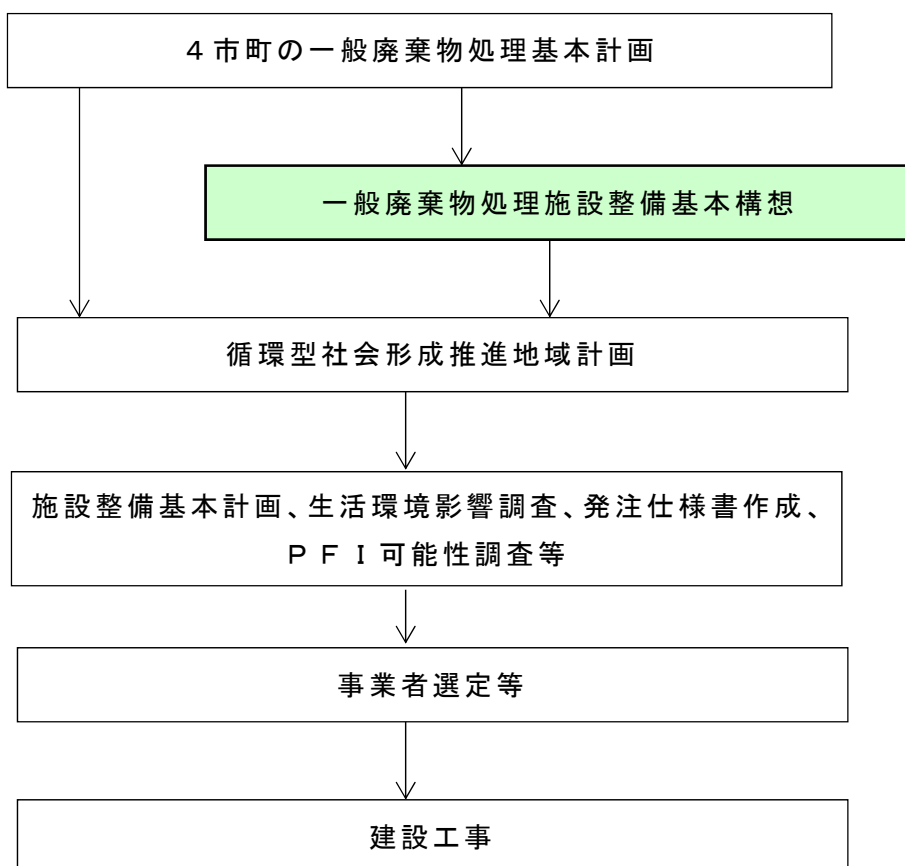 ４市町の一般廃棄物処理基本計画
一般廃棄物処理施設整備基本構想
循環型社会形成推進地域計画
施設整備基本計画、生活環境影響調査、発注仕様書作成、
ＰＦＩ可能性調査等
事業者選定等
建設工事